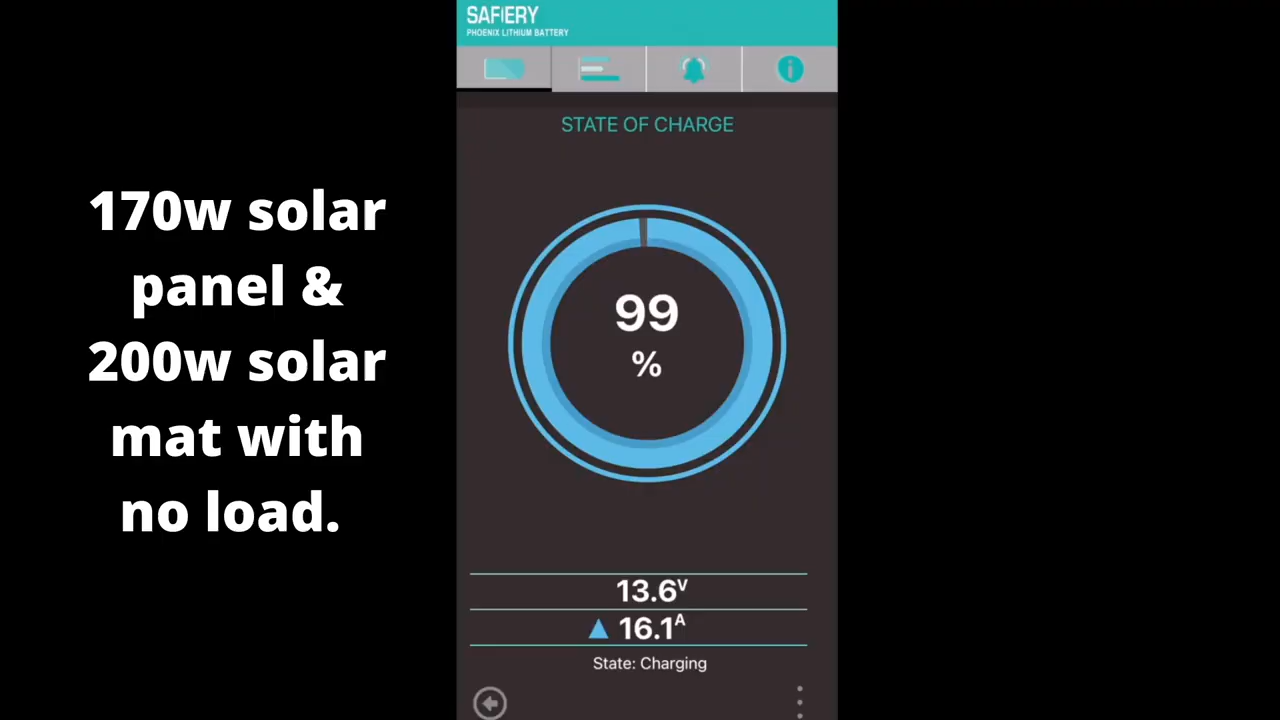 170w solar
panel &
200w solar
mat with
no load.
SAFIERY
PHOENIX LITHIUM BATTERY
STATE OF CHARGE
99
%
13.6V
16.1A
State: Charging